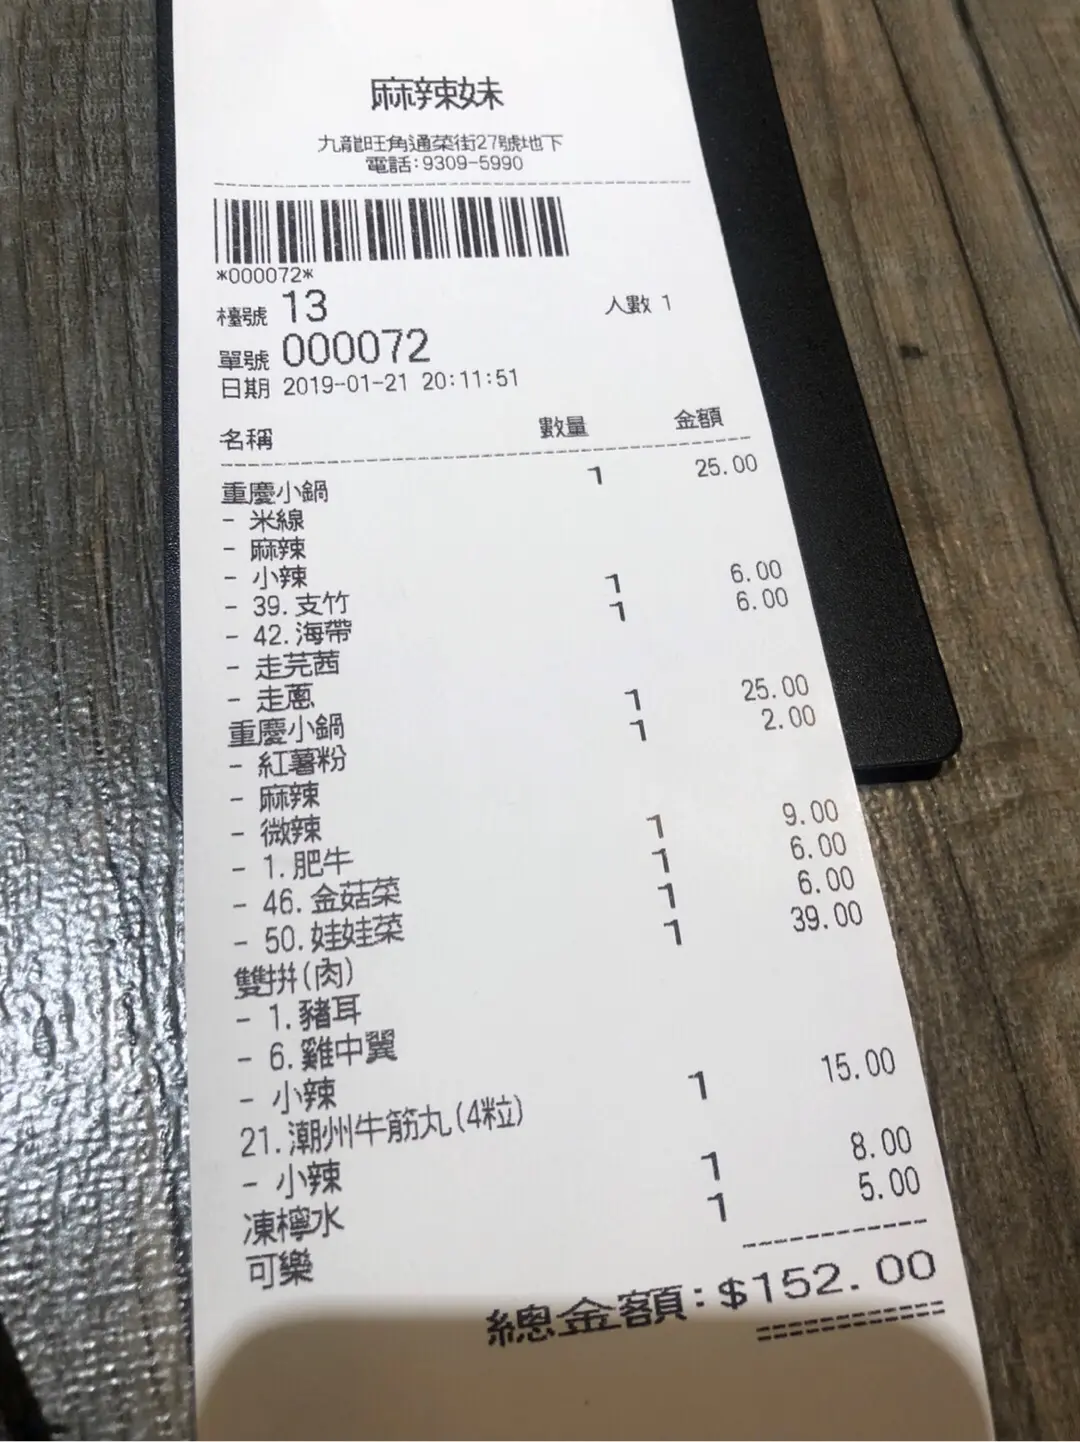 麻辣妹
九龍旺角通菜街27號地下
電話:9309-5990
*000072*
檯號 13 人數 1
單號 000072
日期 2019-01-21 20:11:51
名稱 數量 金額
重慶小鍋 1 25.00
- 米線
- 麻辣
- 小辣
- 39.支竹 1 6.00
- 42.海帶 1 6.00
- 走芫茜
- 走蔥
重慶小鍋 1 25.00
- 紅薯粉 1 2.00
- 麻辣
- 微辣
- 1.肥牛 1 9.00
- 46.金菇菜 1 6.00
- 50.娃娃菜 1 6.00
雙拼(肉) 1 39.00
- 1.豬耳
- 6.雞中翼
- 小辣
21.潮州牛筋丸(4粒) 1 15.00
- 小辣
凍檸水 1 8.00
可樂 1 5.00
總金額:$152.00